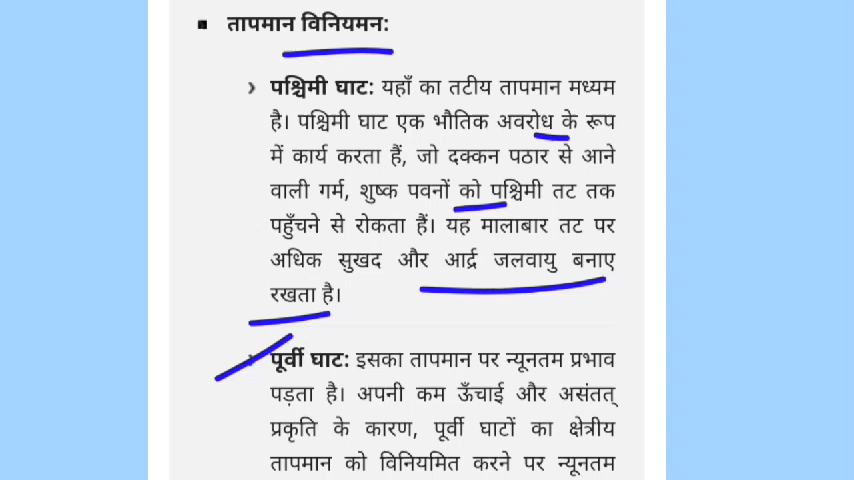 तापमान विनियमन:
पश्चिमी घाट: यहाँ का तटीय तापमान मध्यम
है। पश्चिमी घाट एक भौतिक अवरोध के रूप
में कार्य करता हैं, जो दक्कन पठार से आने
वाली गर्म, शुष्क पवनों को पश्चिमी तट तक
पहुँचने से रोकता हैं। यह मालाबार तट पर
अधिक सुखद और आर्द्र जलवायु बनाए
रखता है।
पूर्वी घाट: इसका तापमान पर न्यूनतम प्रभाव
पड़ता है। अपनी कम ऊँचाई और असंतत्
प्रकृति के कारण, पूर्वी घाटों का क्षेत्रीय
तापमान को विनियमित करने पर न्यूनतम